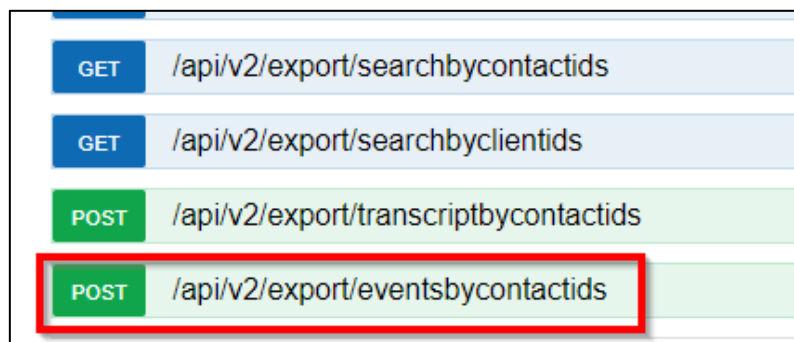 GET /api/v2/export/searchbycontactids
GET /api/v2/export/searchbyclientids
POST /api/v2/export/transcriptbycontactids
POST /api/v2/export/eventsbycontactids